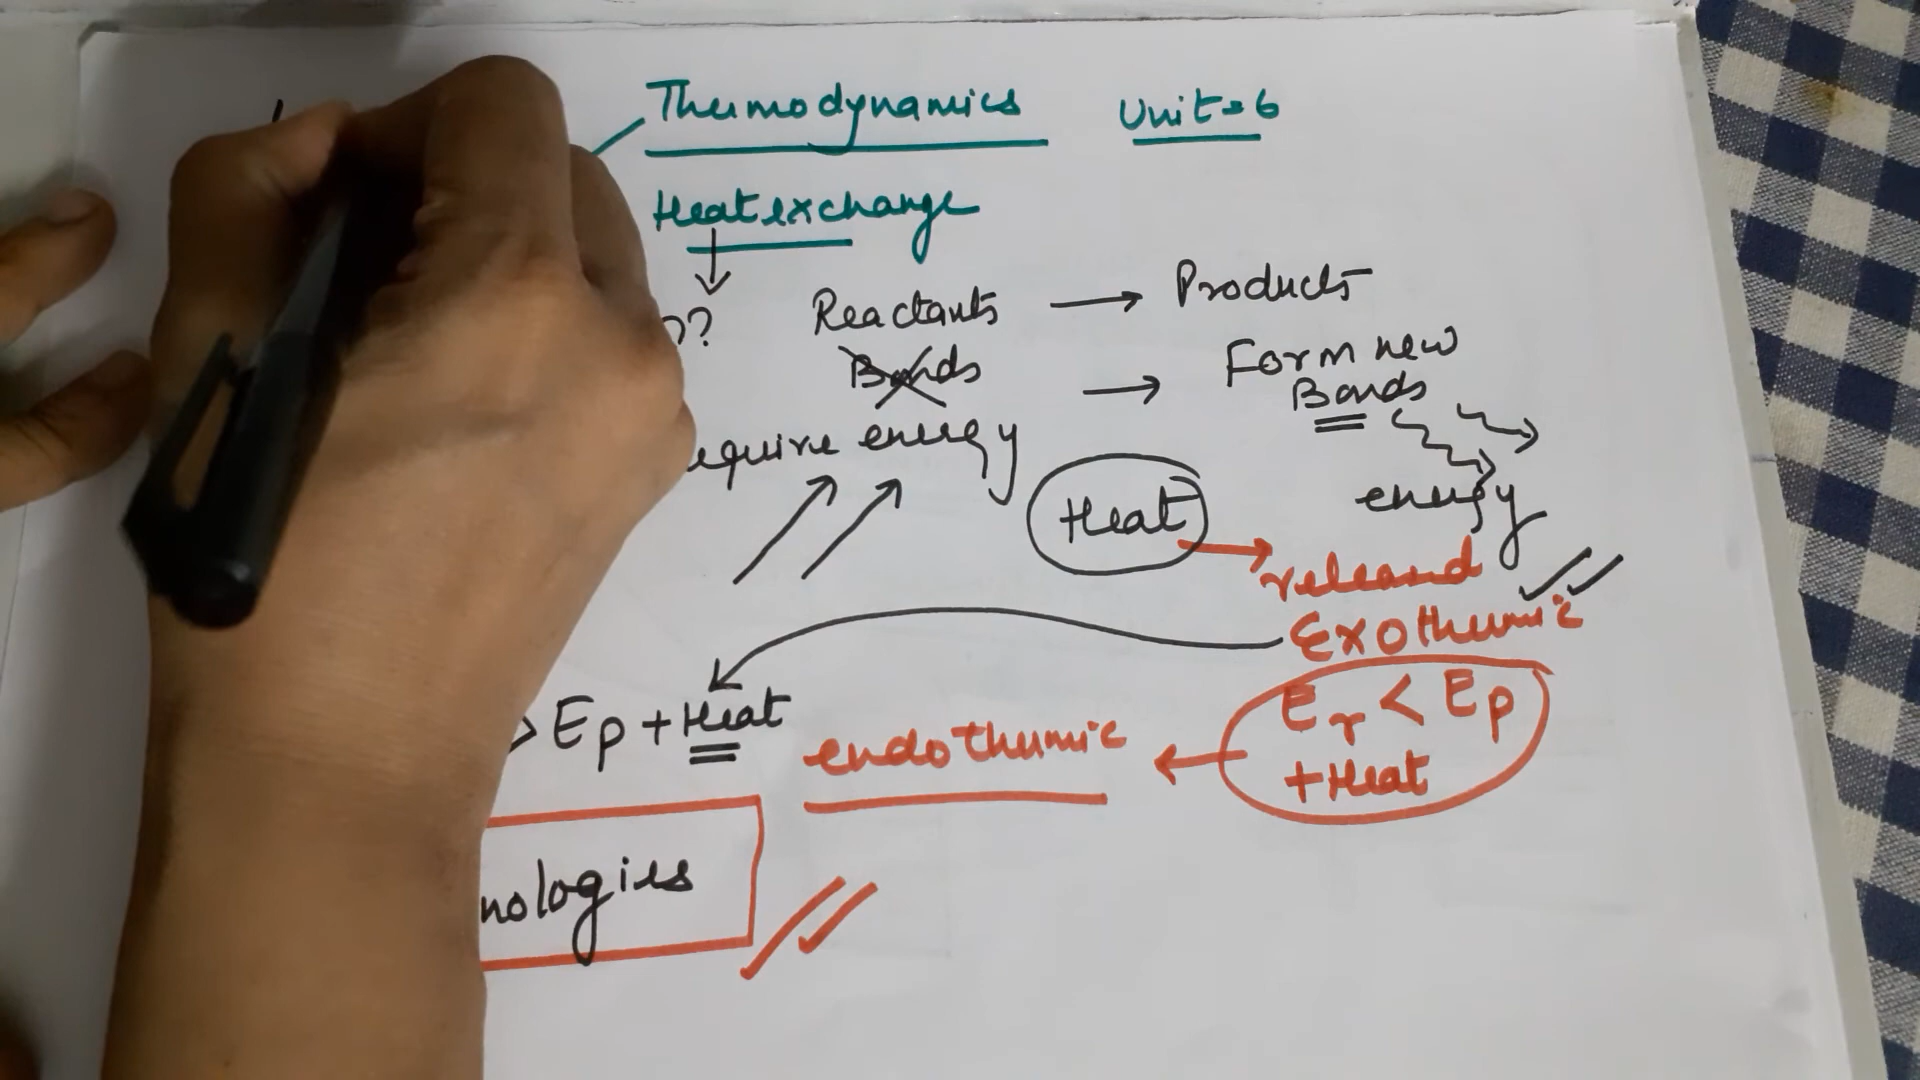 Thermodynamics Unit-6
Heat exchange
? Reactants → Products
Bonds → Form new
Bonds
equire energy
Heat → energy
released
Exothermic
> Ep + Heat
endothermic ← Er < Ep
+ Heat
nologies